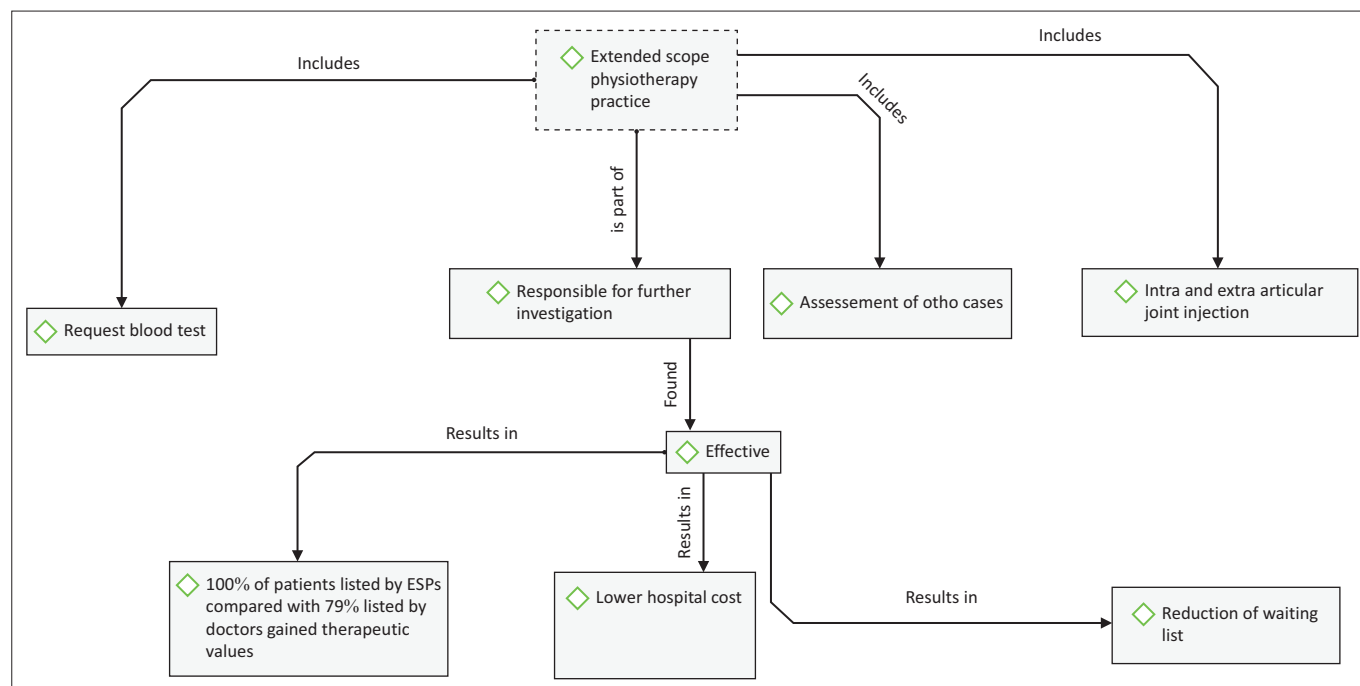 Extended scope
physiotherapy
practice
Includes
Includes
Includes
is part of
Request blood test
Responsible for further
investigation
Assessement of otho cases
Intra and extra articular
joint injection
Found
Effective
Results in
Results in
Results in
100% of patients listed by ESPs
compared with 79% listed by
doctors gained therapeutic
values
Lower hospital cost
Reduction of waiting
list